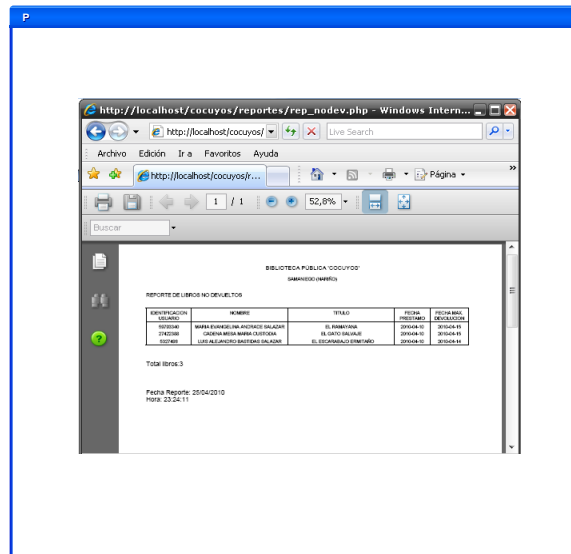 P
http://localhost/cocuyos/reportes/rep_nodev.php - Windows Intern...
http://localhost/cocuyos/
Live Search
Archivo Edición Ir a Favoritos Ayuda
http://localhost/cocuyos/r...
Página
1 / 1 52,8%
Buscar
BIBLIOTECA PÚBLICA 'COCUYOS'
SAMANIEGO (NARIÑO)
REPORTE DE LIBROS NO DEVUELTOS
IDENTIFICACION USUARIO NOMBRE TITULO FECHA PRESTAMO FECHA MAX. DEVOLUCION
MARIA EVANGELINA ANDRADE SALAZAR EL RAMAYANA 2010-04-10 2010-04-15
27422588 CADENA MESA MARIA CUSTODIA EL GATO SALVAJE 2010-04-10 2010-04-15
LUIS ALEJANDRO BASTIDAS SALAZAR EL ESCARABAJO ERMITAÑO 2010-04-10 2010-04-14
Total libros:3
Fecha Reporte: 25/04/2010
Hora: 23:24:11